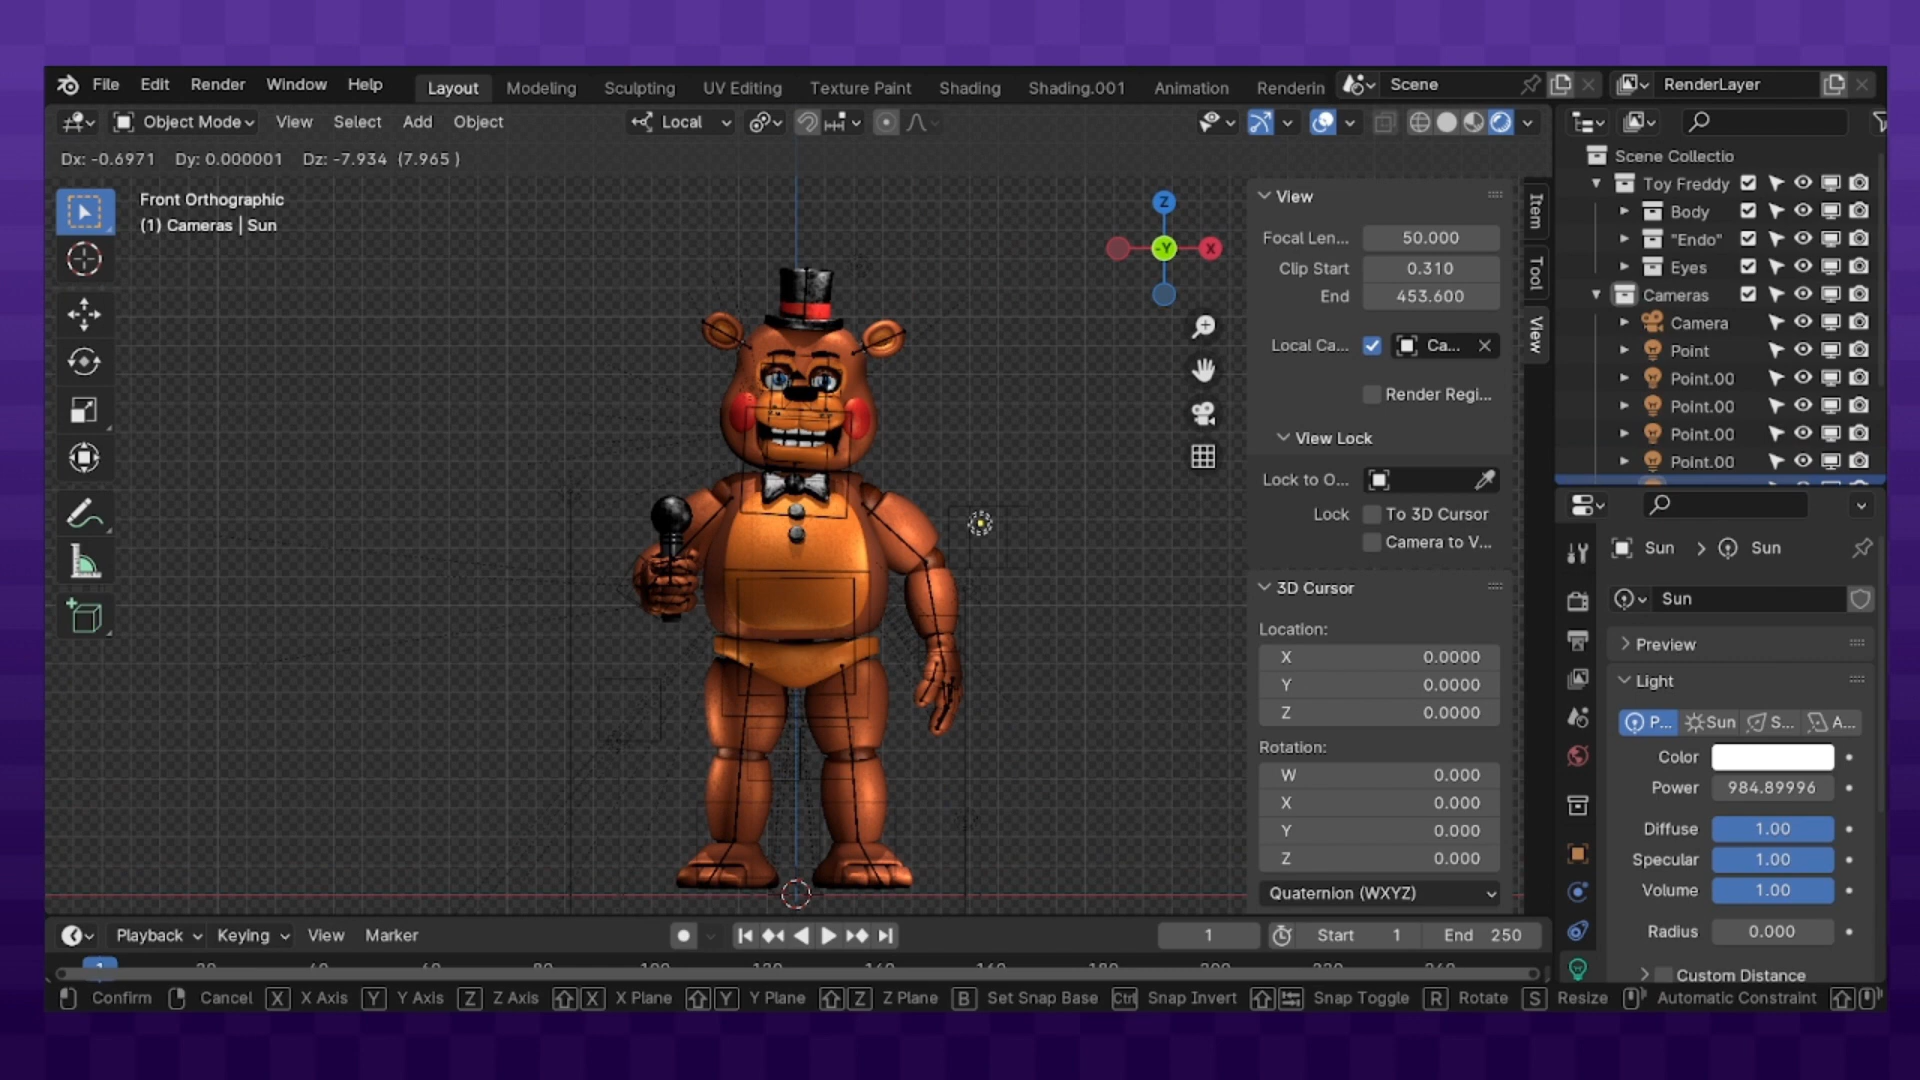 File Edit Render Window Help Layout Modeling Sculpting UV Editing Texture Paint Shading Shading.001 Animation Renderin Scene RenderLayer
Object Mode View Select Add Object Local
Dx: -0.6971 Dy: 0.000001 Dz: -7.934 (7.965 )
Front Orthographic
(1) Cameras | Sun
Z
-Y
X
View
Focal Len... 50.000
Clip Start 0.310
End 453.600
Local Ca... Ca...
Render Regi...
View Lock
Lock to O...
Lock To 3D Cursor
Camera to V...
3D Cursor
Location:
X 0.0000
Y 0.0000
Z 0.0000
Rotation:
W 0.000
X 0.000
Y 0.000
Z 0.000
Quaternion (WXYZ)
Item
Tool
View
Scene Collectio
Toy Freddy
Body
"Endo"
Eyes
Cameras
Camera
Point
Point.00
Point.00
Point.00
Point.00
Sun > Sun
Sun
Preview
Light
P... Sun S... A...
Color
Power 984.89996
Diffuse 1.00
Specular 1.00
Volume 1.00
Radius 0.000
Custom Distance
Playback Keying View Marker 1 Start 1 End 250
1
Confirm Cancel X X Axis Y Y Axis Z Z Axis X X Plane Y Y Plane Z Z Plane B Set Snap Base Ctrl Snap Invert Snap Toggle R Rotate S Resize Automatic Constraint